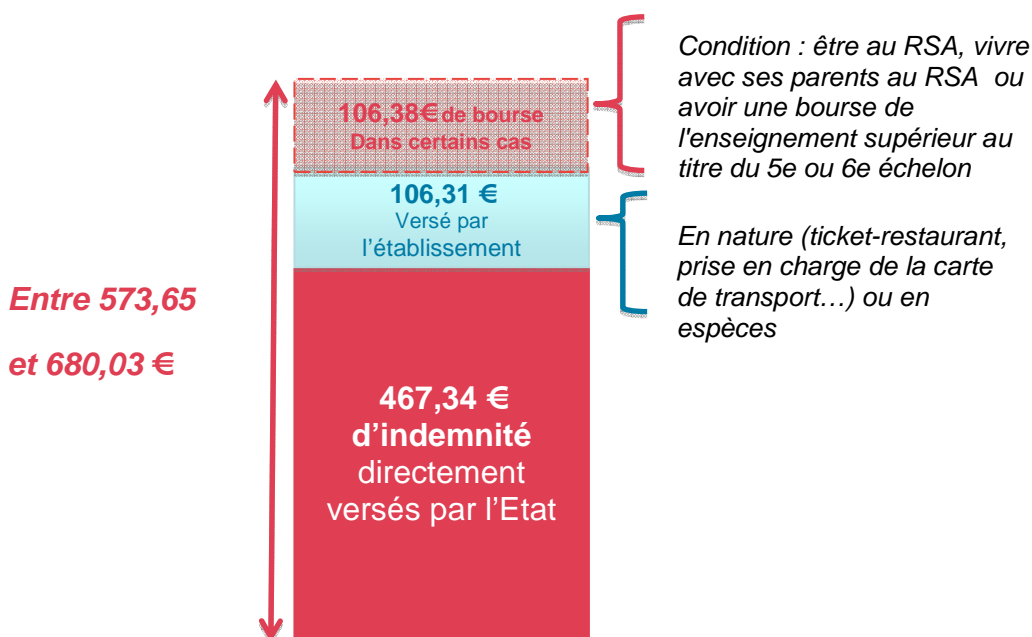 Condition : être au RSA, vivre
avec ses parents au RSA ou
avoir une bourse de
l'enseignement supérieur au
titre du 5e ou 6e échelon
106,38€ de bourse
Dans certains cas
106,31 €
Versé par
l'établissement
En nature (ticket-restaurant,
prise en charge de la carte
de transport…) ou en
espèces
Entre 573,65
et 680,03 €
467,34 €
d'indemnité
directement
versés par l'Etat